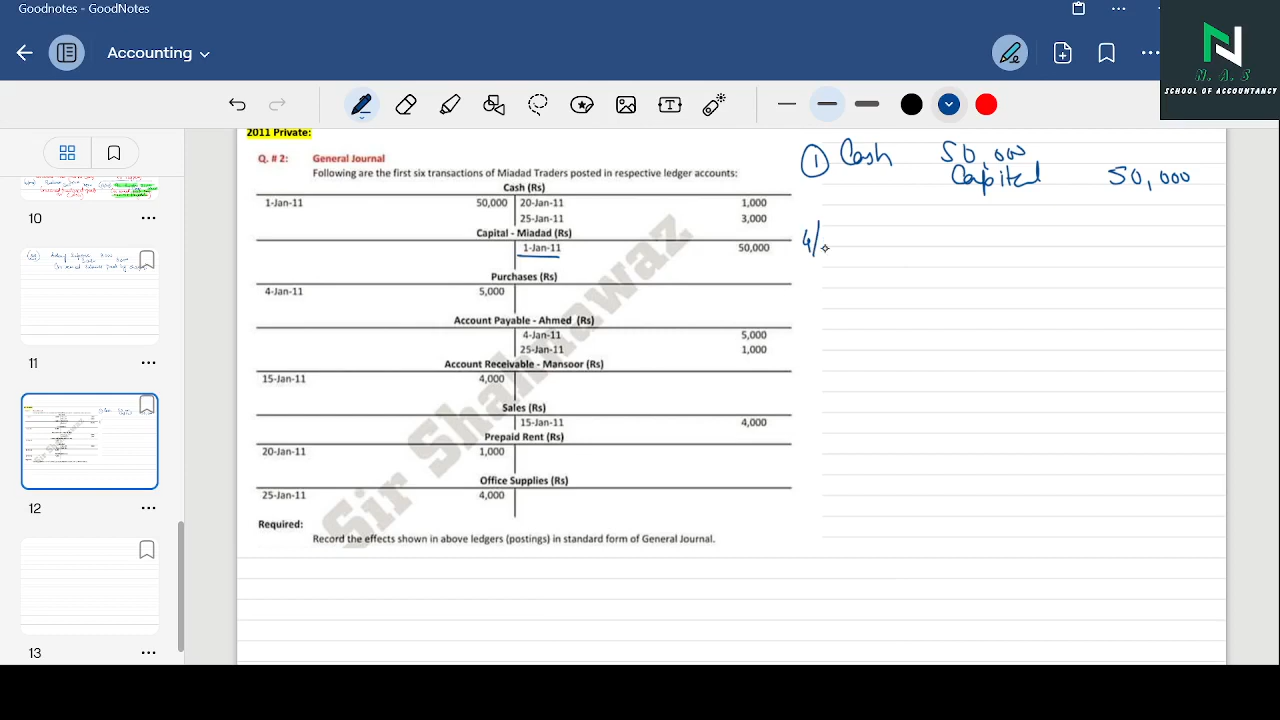 Goodnotes - GoodNotes
Accounting
N. A. S
SCHOOL OF ACCOUNTANCY
10
11
12
13
2011 Private:
Q. # 2: General Journal
Following are the first six transactions of Miadad Traders posted in respective ledger accounts:
Cash (Rs)
1-Jan-11 50,000 20-Jan-11 1,000
25-Jan-11 3,000
Capital - Miadad (Rs)
1-Jan-11 50,000
Purchases (Rs)
4-Jan-11 5,000
Account Payable - Ahmed (Rs)
4-Jan-11 5,000
25-Jan-11 1,000
Account Receivable - Mansoor (Rs)
15-Jan-11 4,000
Sales (Rs)
15-Jan-11 4,000
Prepaid Rent (Rs)
20-Jan-11 1,000
Office Supplies (Rs)
25-Jan-11 4,000
Required:
Record the effects shown in above ledgers (postings) in standard form of General Journal.
Sir Shahnawaz
1 Cash 50,000
Capital 50,000
4/